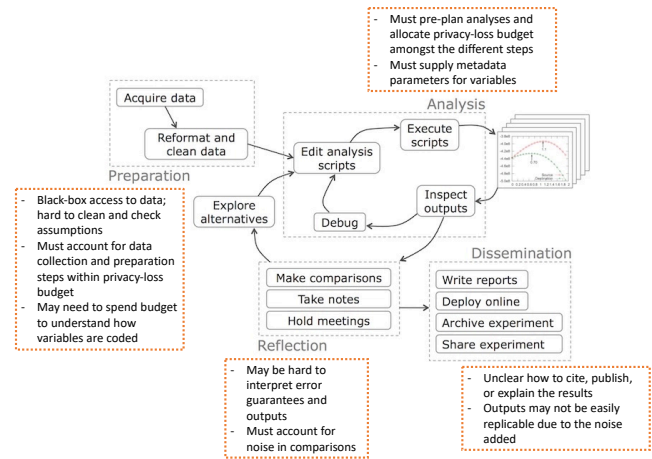 - Must pre-plan analyses and
allocate privacy-loss budget
amongst the different steps
- Must supply metadata
parameters for variables
Analysis
Acquire data
Reformat and
clean data
Preparation
Edit analysis
scripts
Execute
scripts
Inspect
outputs
Debug
Explore
alternatives
- Black-box access to data;
hard to clean and check
assumptions
- Must account for data
collection and preparation
steps within privacy-loss
budget
- May need to spend budget
to understand how
variables are coded
Make comparisons
Take notes
Hold meetings
Reflection
Dissemination
Write reports
Deploy online
Archive experiment
Share experiment
- May be hard to
interpret error
guarantees and
outputs
- Must account for
noise in comparisons
- Unclear how to cite, publish,
or explain the results
- Outputs may not be easily
replicable due to the noise
added